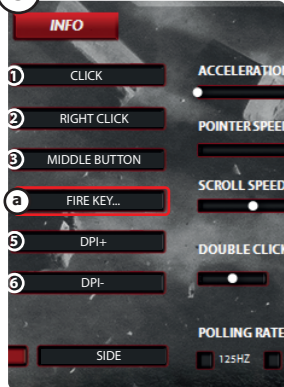 INFO
1 CLICK
ACCELERATION
2 RIGHT CLICK
POINTER SPEED
3 MIDDLE BUTTON
SCROLL SPEED
a FIRE KEY...
5 DPI+
DOUBLE CLICK
6 DPI-
POLLING RATE
SIDE
125HZ